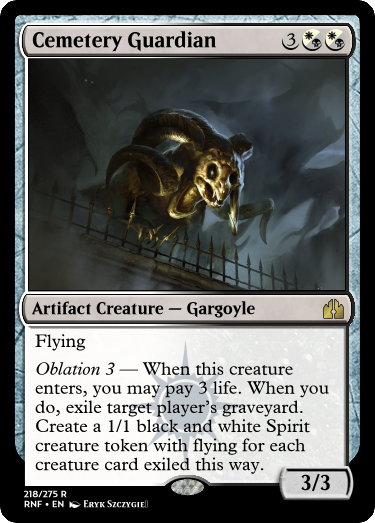 Cemetery Guardian 3
Artifact Creature — Gargoyle
Flying
Oblation 3 — When this creature
enters, you may pay 3 life. When you
do, exile target player's graveyard.
Create a 1/1 black and white Spirit
creature token with flying for each
creature card exiled this way.
3/3
218/275 R
RNF • EN Eryk Szczygie